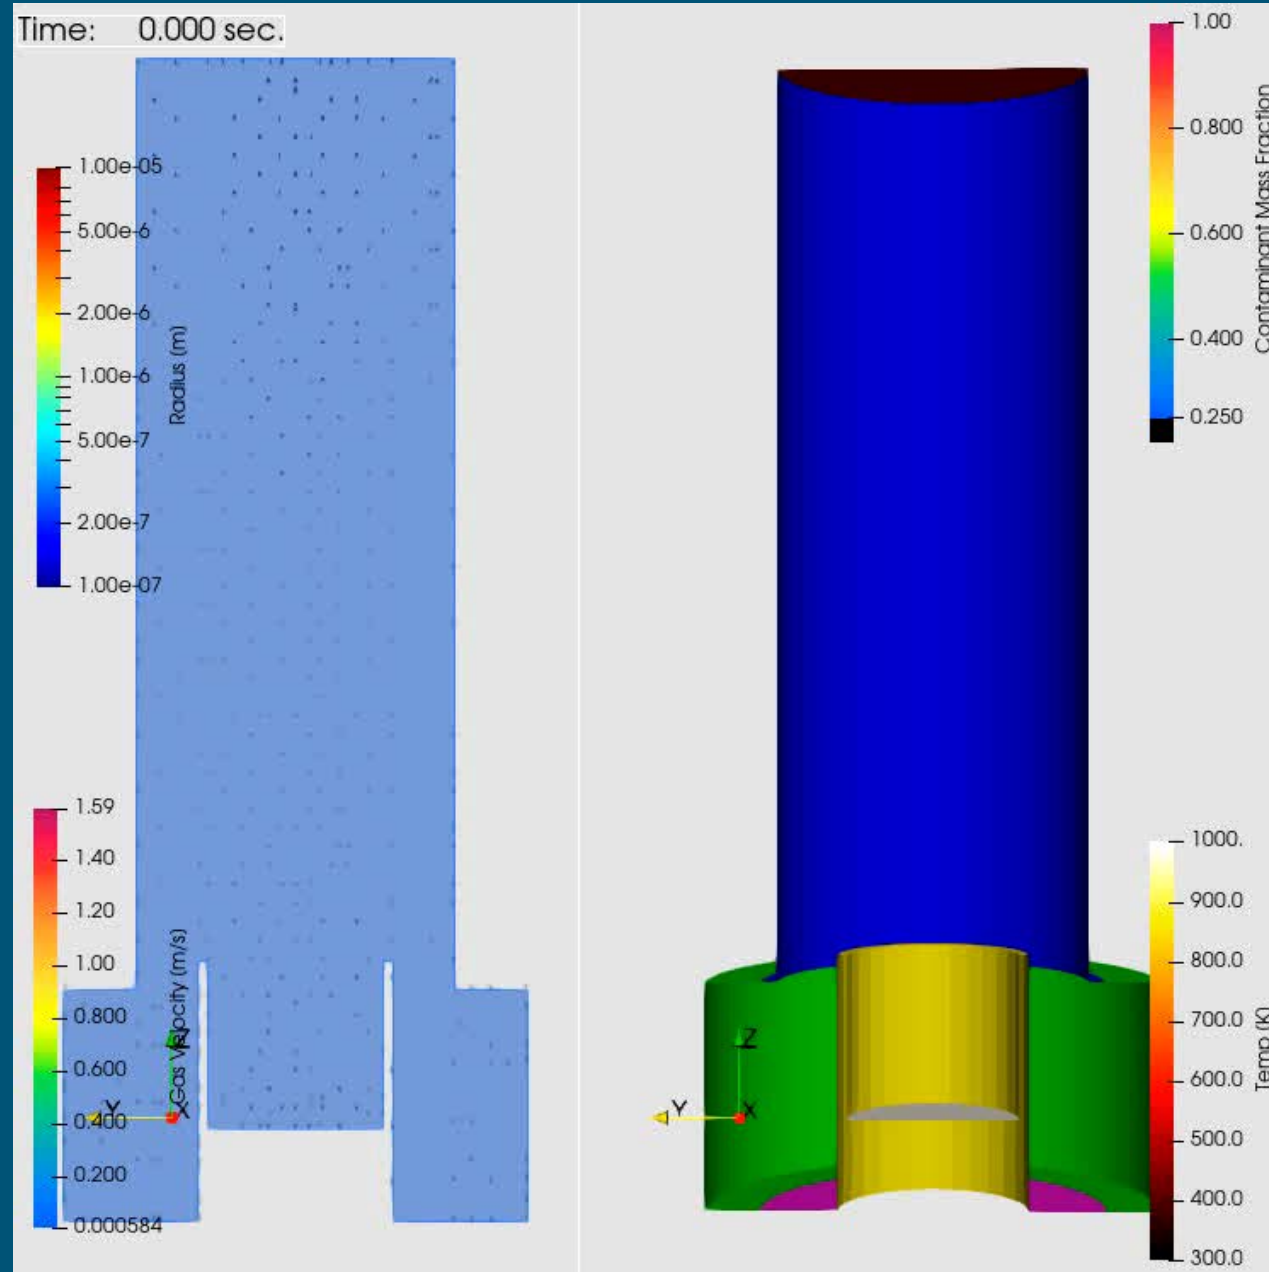 Time: 0.000 sec.
1.00e-05
5.00e-6
2.00e-6
1.00e-6
5.00e-7
2.00e-7
1.00e-07
Radius (m)
1.59
1.40
1.20
1.00
0.800
0.600
0.400
0.200
0.000584
Gas Velocity (m/s)
Z
Y
X
1.00
0.800
0.600
0.400
0.250
Contaminant Mass Fraction
1000.
900.0
800.0
700.0
600.0
500.0
400.0
300.0
Temp (K)
Z
Y
X